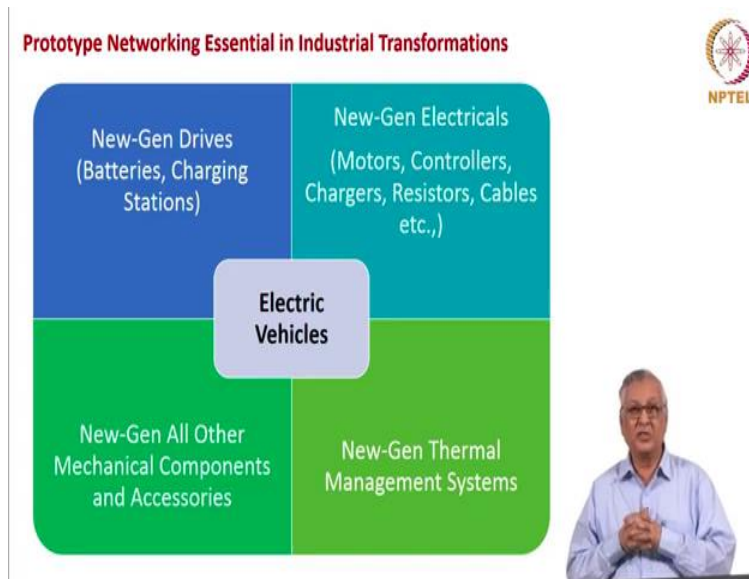 Prototype Networking Essential in Industrial Transformations
NPTEL
New-Gen Drives
(Batteries, Charging
Stations)
New-Gen Electricals
(Motors, Controllers,
Chargers, Resistors, Cables
etc.,)
Electric
Vehicles
New-Gen All Other
Mechanical Components
and Accessories
New-Gen Thermal
Management Systems